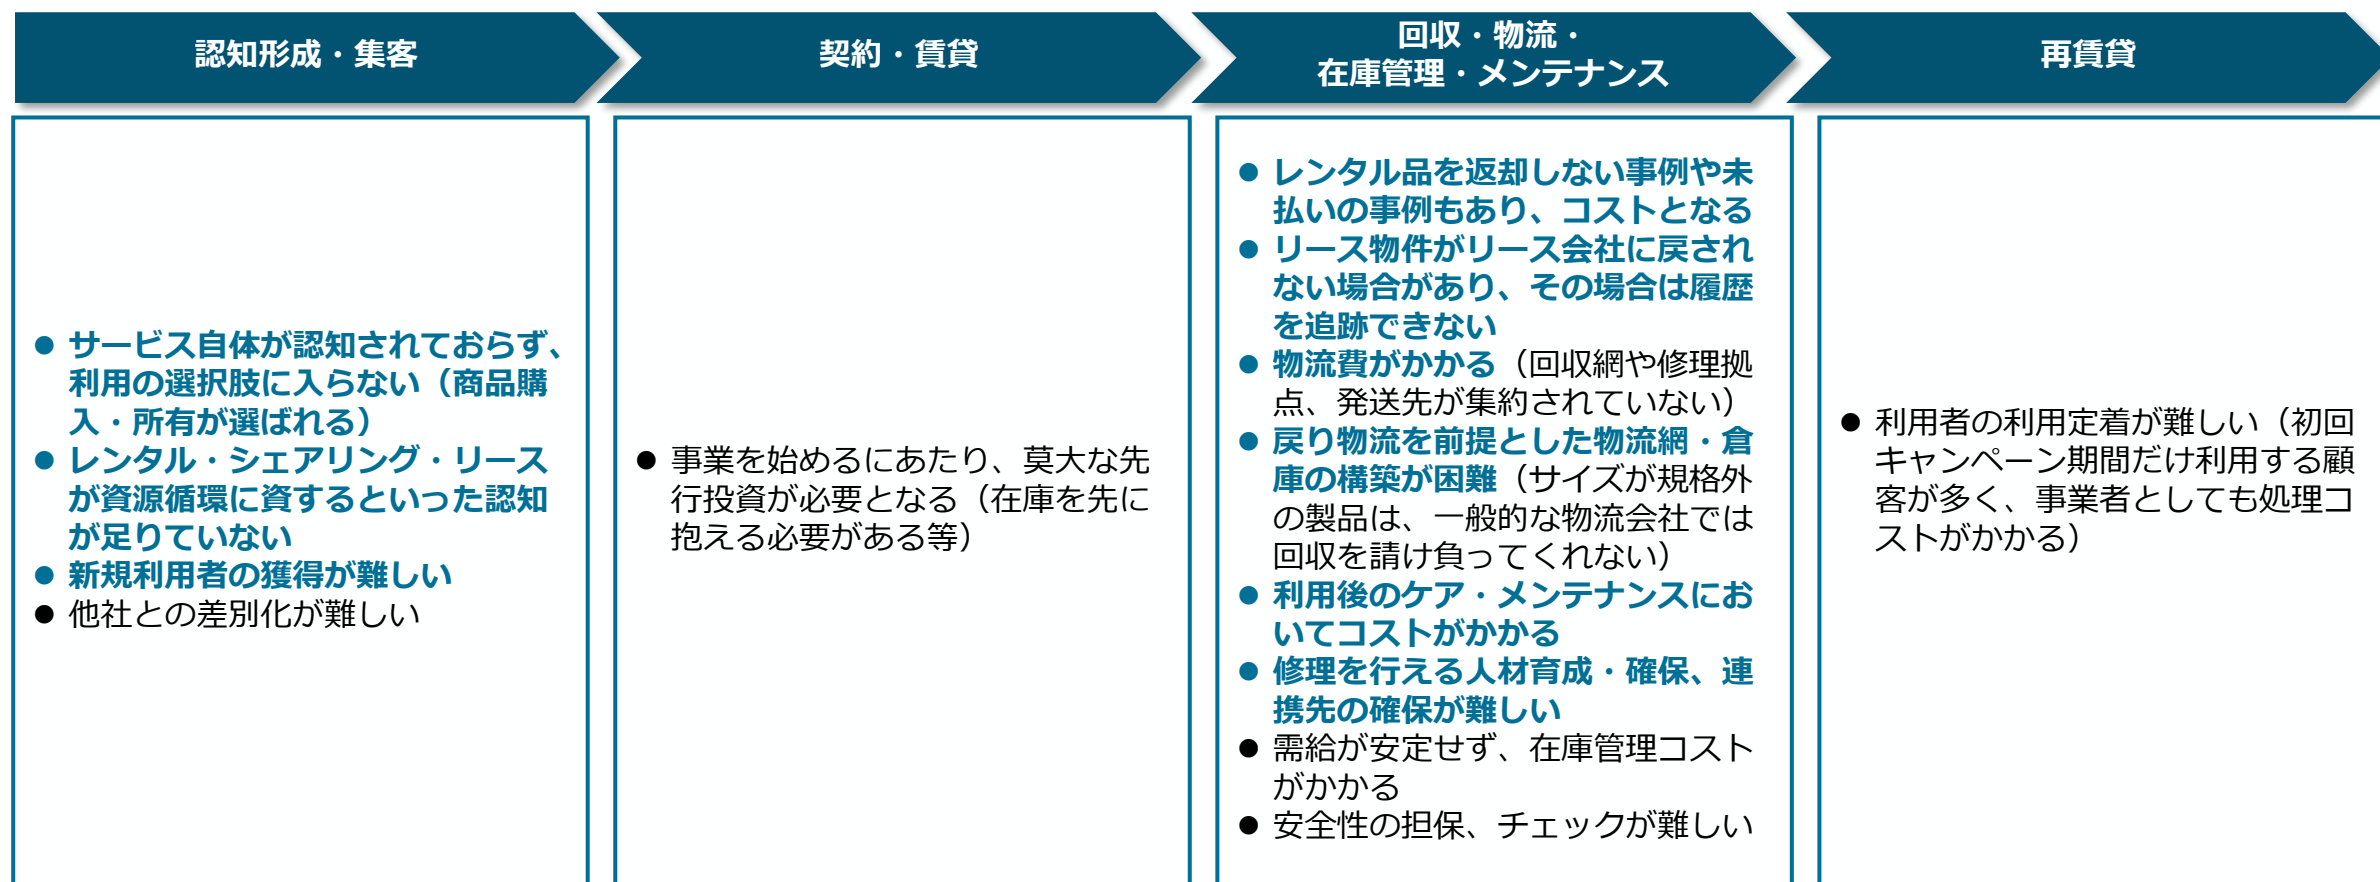 認知形成・集客
契約・賃貸
回収・物流・
在庫管理・メンテナンス
再賃貸
● サービス自体が認知されておらず、
利用の選択肢に入らない（商品購
入・所有が選ばれる）
● レンタル・シェアリング・リース
が資源循環に資するといった認知
が足りていない
● 新規利用者の獲得が難しい
● 他社との差別化が難しい
● 事業を始めるにあたり、莫大な先
行投資が必要となる（在庫を先に
抱える必要がある等）
● レンタル品を返却しない事例や未
払いの事例もあり、コストとなる
● リース物件がリース会社に戻され
ない場合があり、その場合は履歴
を追跡できない
● 物流費がかかる（回収網や修理拠
点、発送先が集約されていない）
● 戻り物流を前提とした物流網・倉
庫の構築が困難（サイズが規格外
の製品は、一般的な物流会社では
回収を請け負ってくれない）
● 利用後のケア・メンテナンスにお
いてコストがかかる
● 修理を行える人材育成・確保、連
携先の確保が難しい
● 需給が安定せず、在庫管理コスト
がかかる
● 安全性の担保、チェックが難しい
● 利用者の利用定着が難しい（初回
キャンペーン期間だけ利用する顧
客が多く、事業者としても処理コ
ストがかかる）